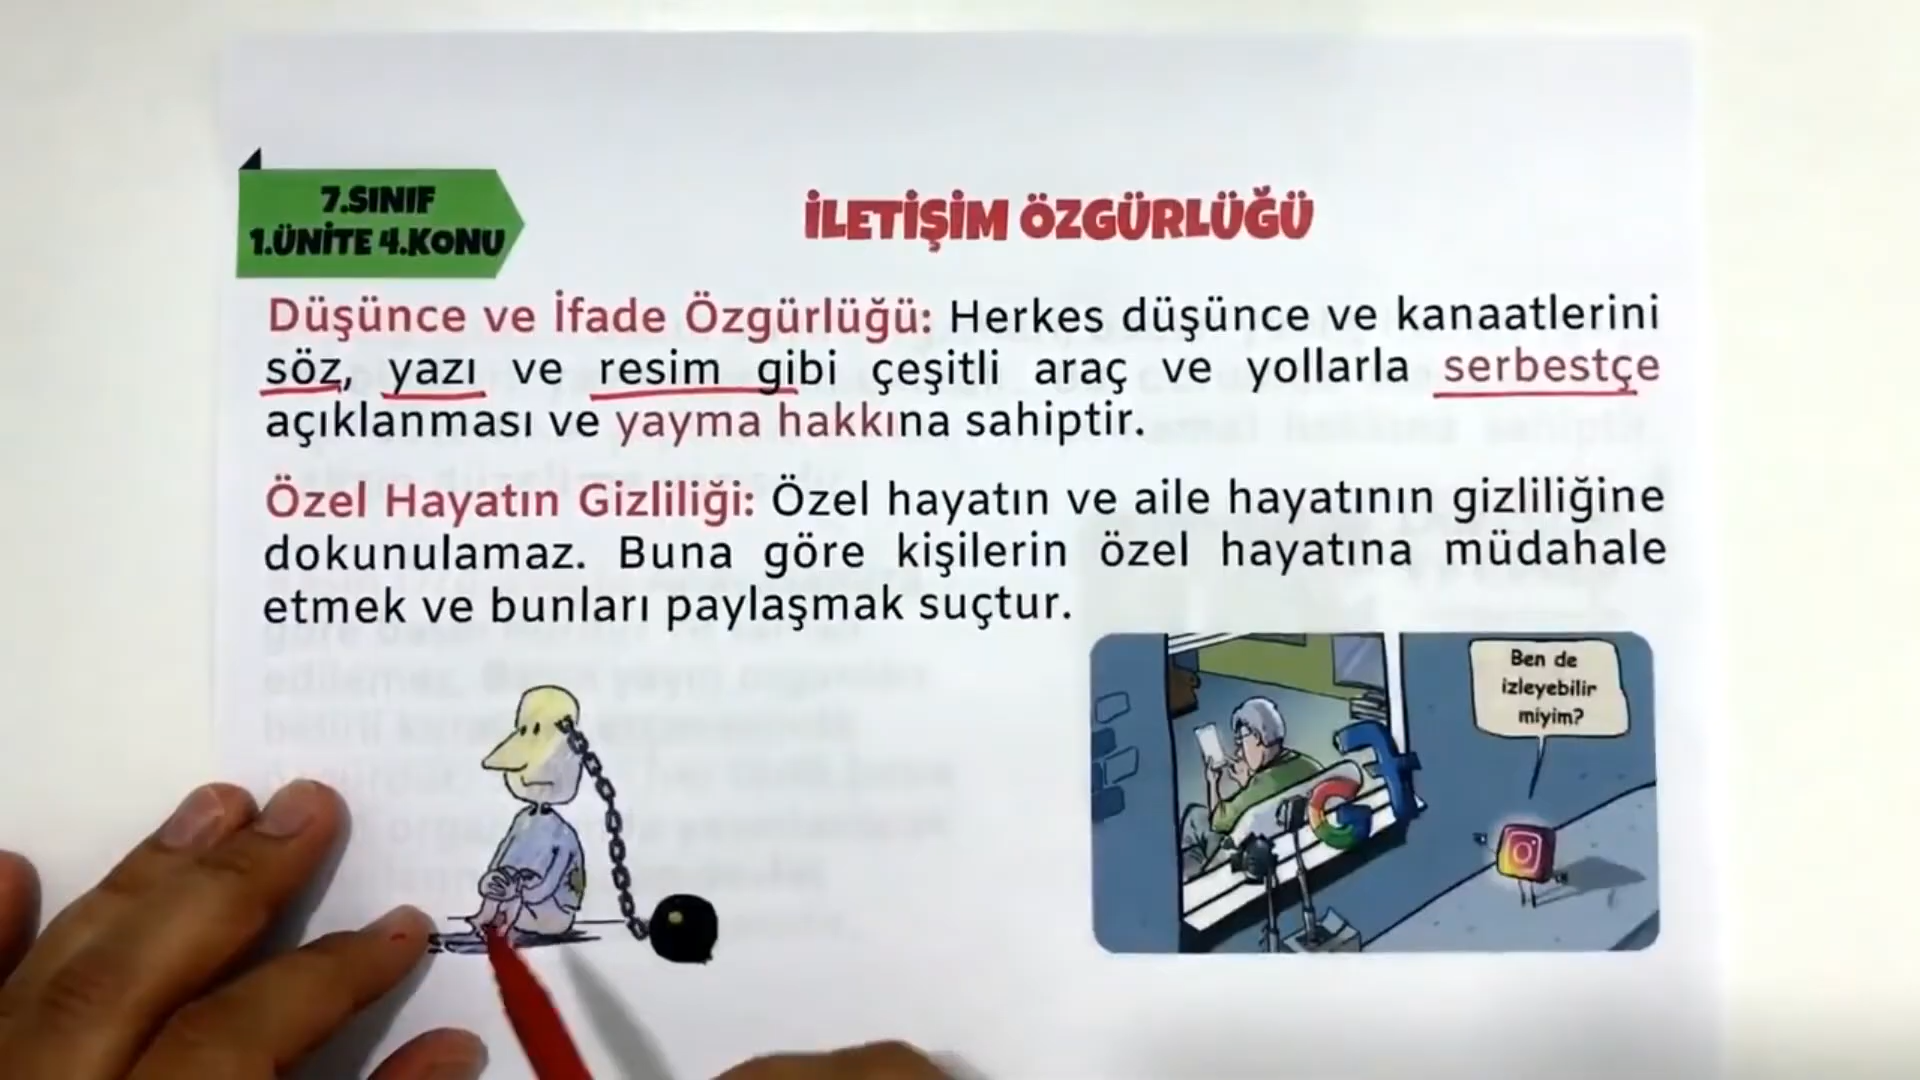 7.SINIF
1.ÜNİTE 4.KONU
İLETİŞİM ÖZGÜRLÜĞÜ
Düşünce ve İfade Özgürlüğü: Herkes düşünce ve kanaatlerini
söz, yazı ve resim gibi çeşitli araç ve yollarla serbestçe
açıklanması ve yayma hakkına sahiptir.
Özel Hayatın Gizliliği: Özel hayatın ve aile hayatının gizliliğine
dokunulamaz. Buna göre kişilerin özel hayatına müdahale
etmek ve bunları paylaşmak suçtur.
Ben de
izleyebilir
miyim?